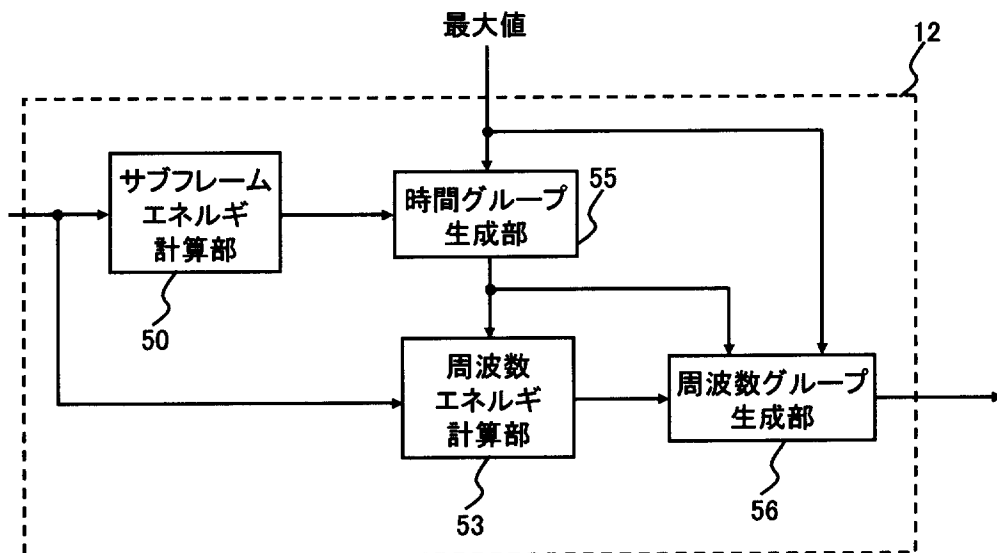 最大値
12
サブフレーム
エネルギ
計算部
50
時間グループ
生成部
55
周波数
エネルギ
計算部
53
周波数グループ
生成部
56